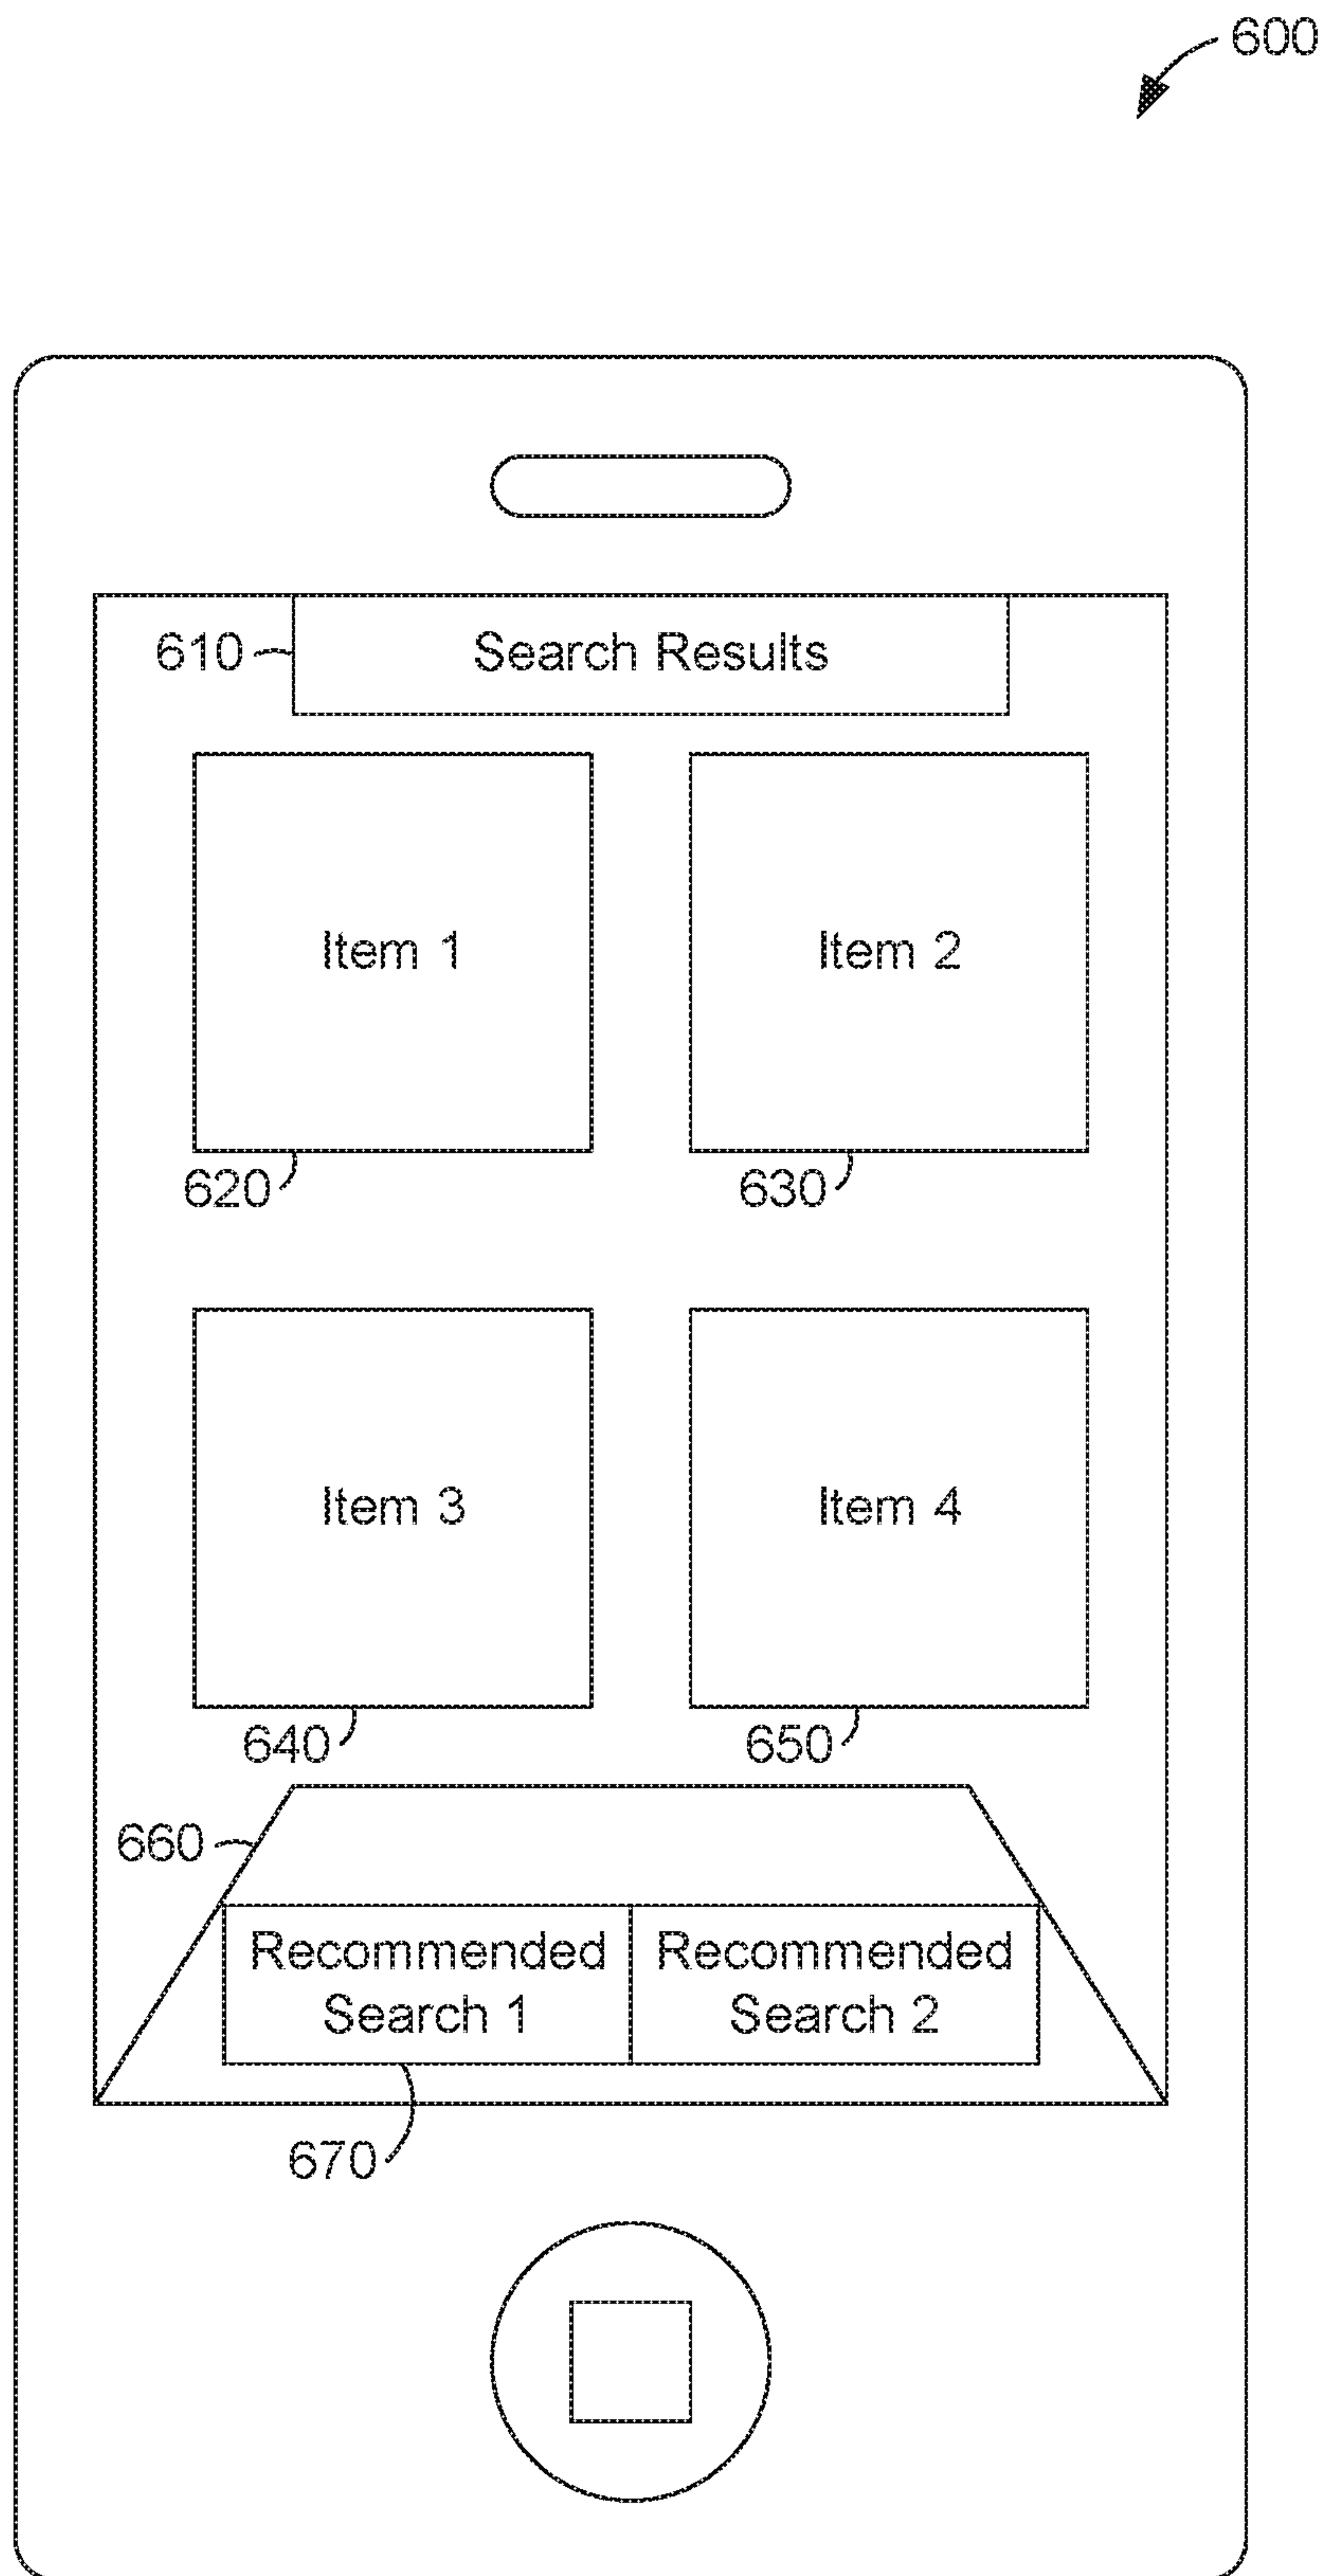 600
610 Search Results
Item 1 Item 2
620 630
Item 3 Item 4
640 650
660
Recommended Recommended
Search 1 Search 2
670